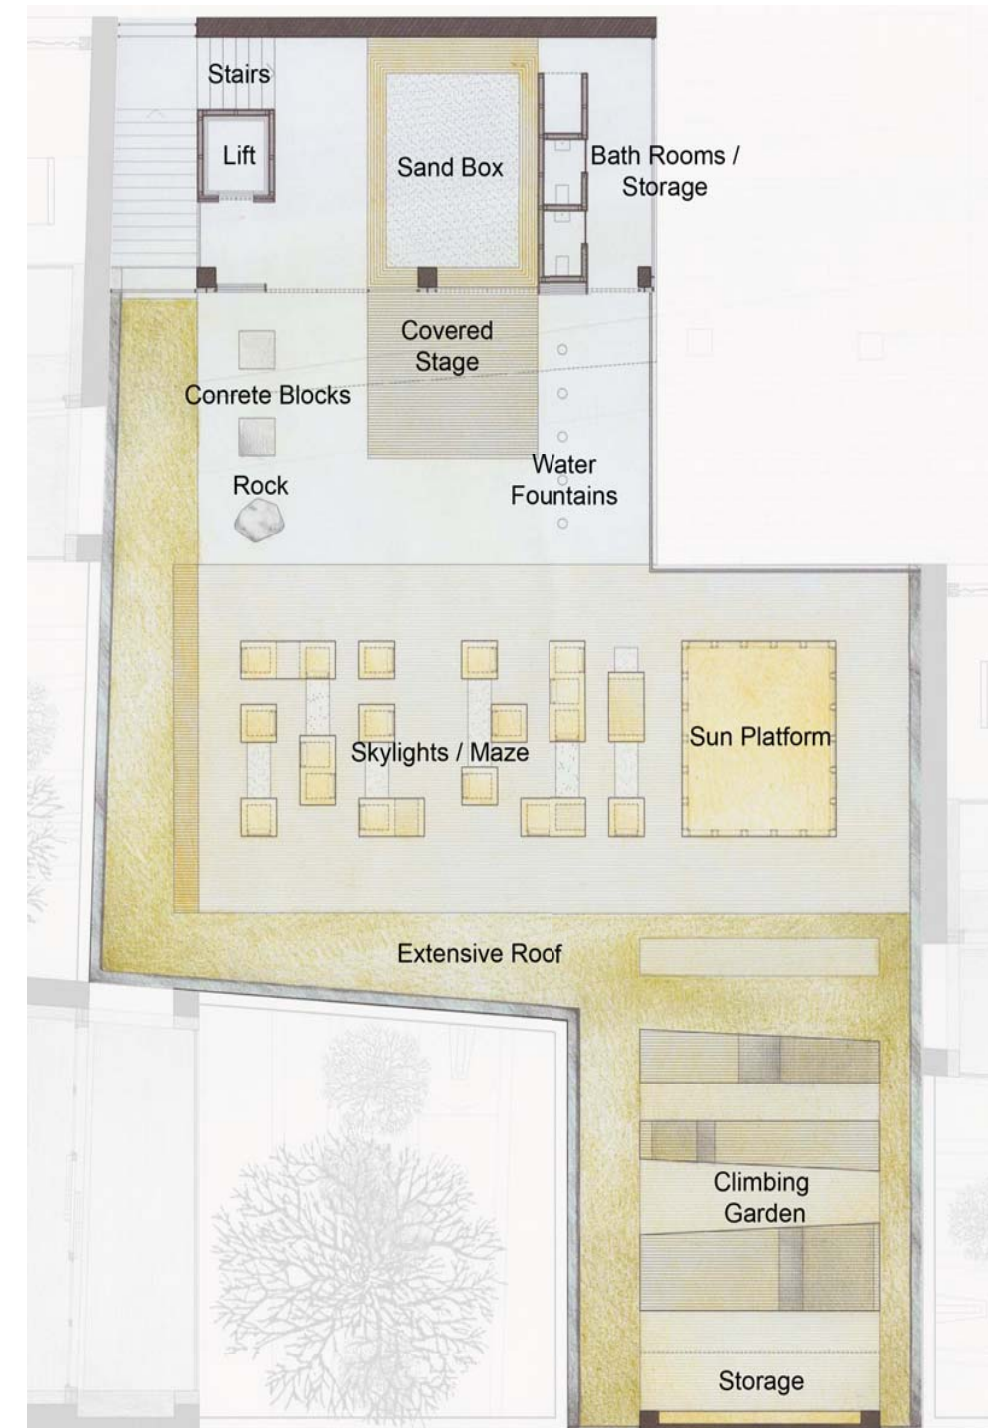 Stairs
Lift
Sand Box
Bath Rooms /
Storage
Covered
Stage
Conrete Blocks
Rock
Water
Fountains
Skylights / Maze
Sun Platform
Extensive Roof
Climbing
Garden
Storage